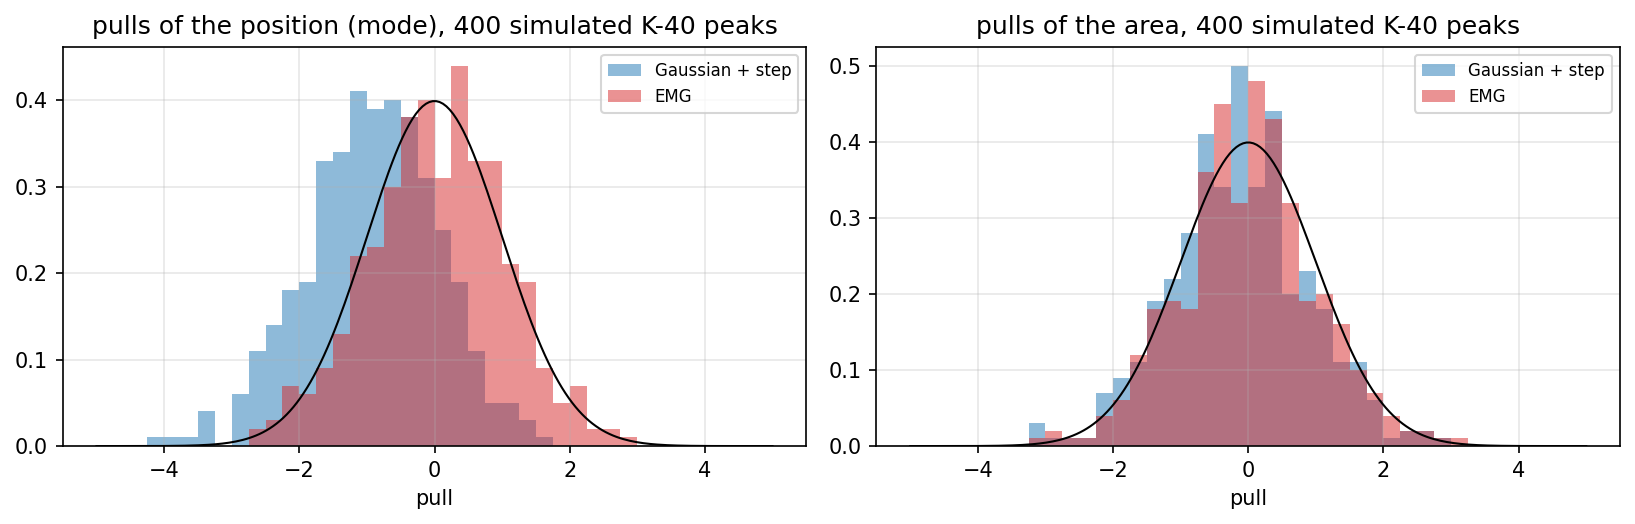 pulls of the position (mode), 400 simulated K-40 peaks
Gaussian + step
EMG
0.4
0.3
0.2
0.1
0.0
−4
−2
0
2
4
pull
pulls of the area, 400 simulated K-40 peaks
Gaussian + step
EMG
0.5
0.4
0.3
0.2
0.1
0.0
−4
−2
0
2
4
pull